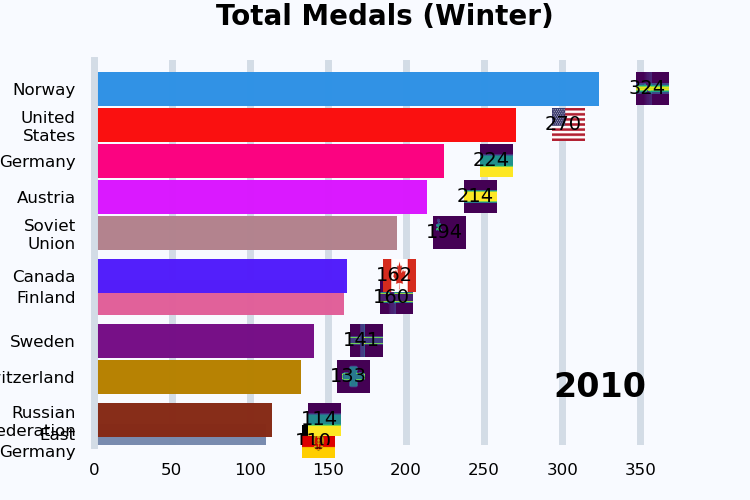 Total Medals (Winter)
Norway
324
United
States
270
Germany
224
Austria
214
Soviet
Union
194
Canada
162
Finland
160
Sweden
141
itzerland
133
Russian
ederation
114
East
Germany
110
2010
0 50 100 150 200 250 300 350